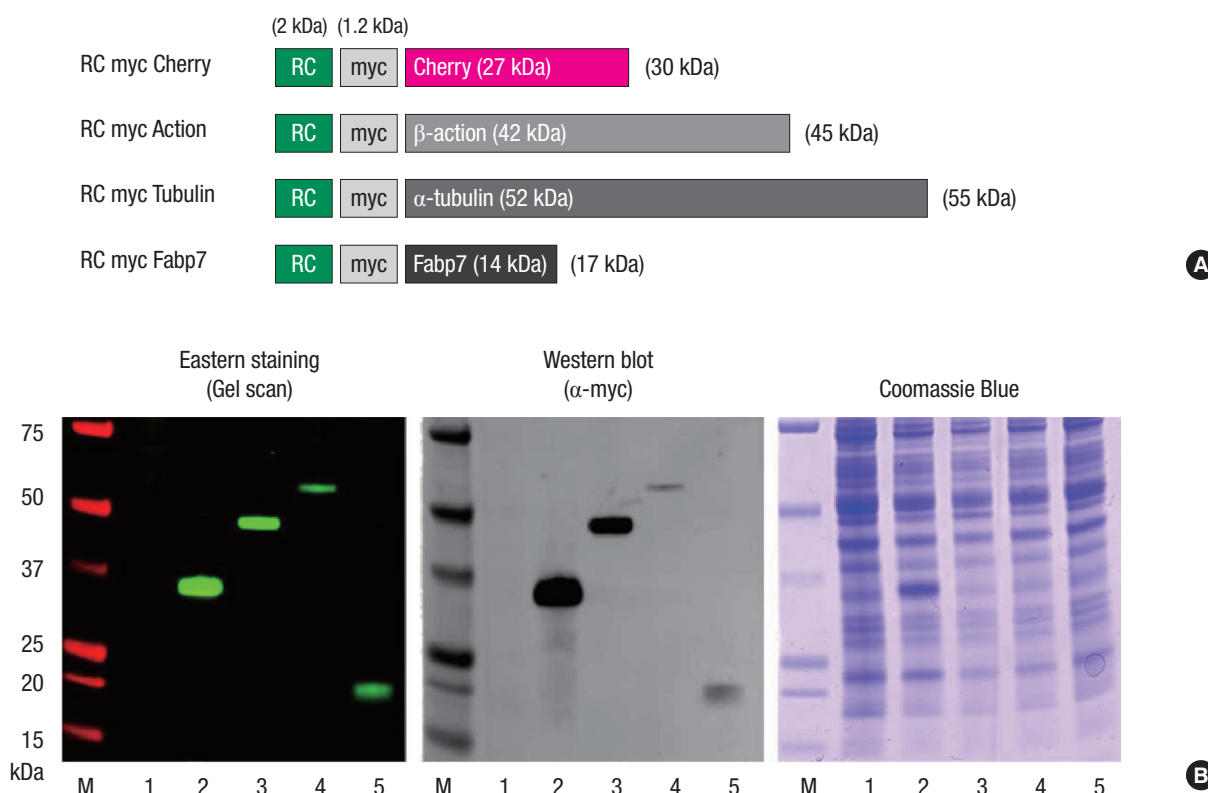 (2 kDa) (1.2 kDa)
RC myc Cherry RC myc Cherry (27 kDa) (30 kDa)
RC myc Action RC myc β-action (42 kDa) (45 kDa)
RC myc Tubulin RC myc α-tubulin (52 kDa) (55 kDa)
RC myc Fabp7 RC myc Fabp7 (14 kDa) (17 kDa)
A
Eastern staining
(Gel scan)
Western blot
(α-myc)
Coomassie Blue
75
50
37
25
20
15
kDa
M 1 2 3 4 5 M 1 2 3 4 5 M 1 2 3 4 5
B